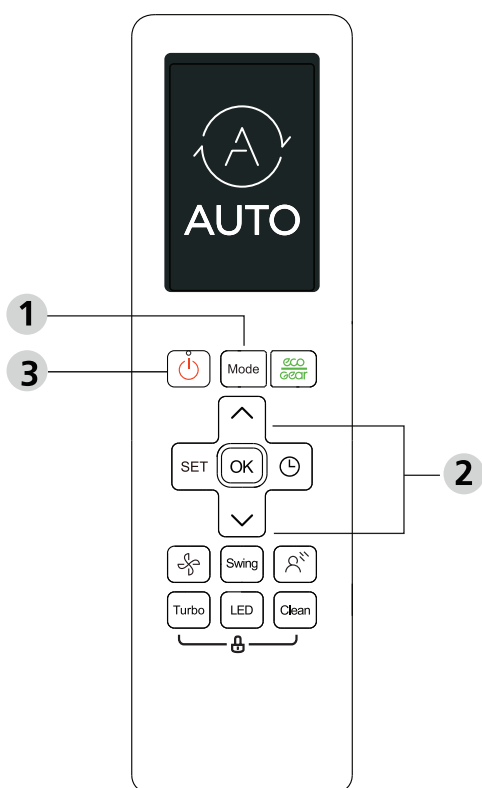 A
AUTO
1
3
Mode
eco
Gear
SET
OK
2
Swing
Turbo
LED
Clean